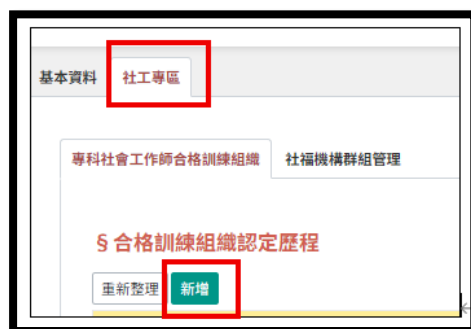 基本資料 社工專區
專科社會工作師合格訓練組織 社福機構群組管理
§合格訓練組織認定歷程
重新整理 新增